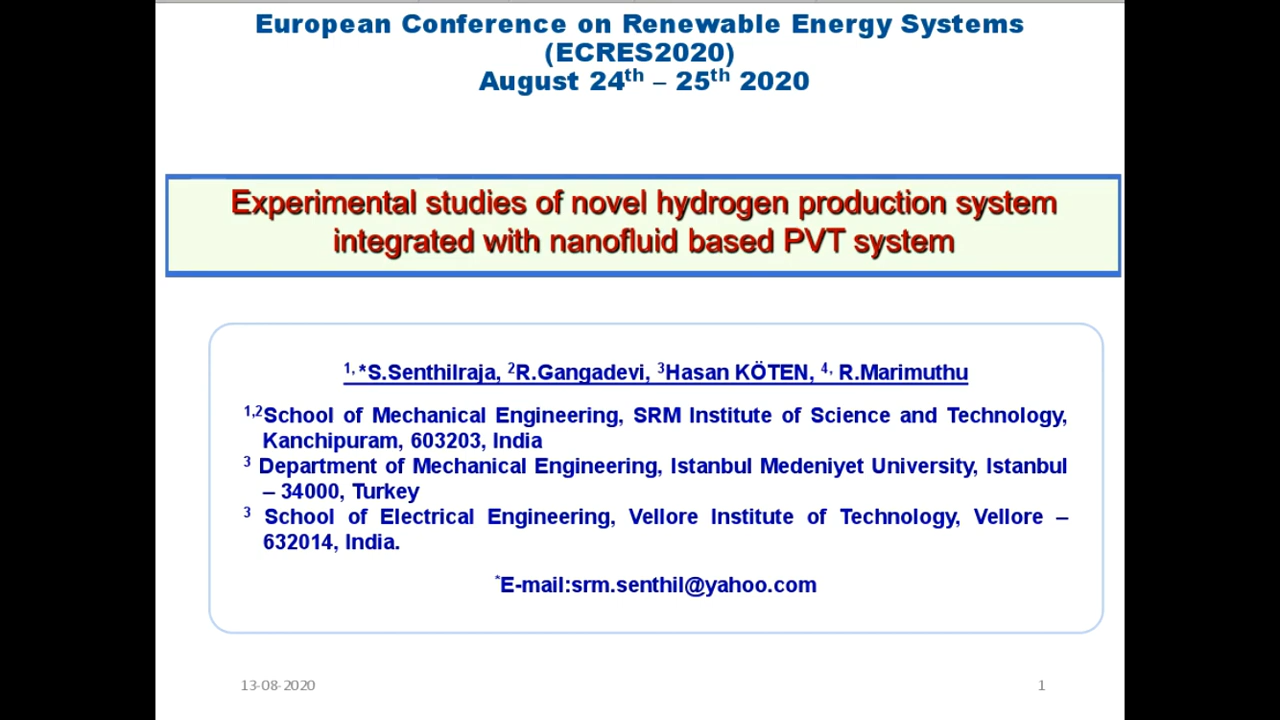 European Conference on Renewable Energy Systems
(ECRES2020)
August 24th – 25th 2020
Experimental studies of novel hydrogen production system
integrated with nanofluid based PVT system
1, *S.Senthilraja, 2R.Gangadevi, 3Hasan KÖTEN, 4, R.Marimuthu
1,2School of Mechanical Engineering, SRM Institute of Science and Technology,
Kanchipuram, 603203, India
3 Department of Mechanical Engineering, Istanbul Medeniyet University, Istanbul
– 34000, Turkey
3 School of Electrical Engineering, Vellore Institute of Technology, Vellore –
632014, India.
*E-mail:srm.senthil@yahoo.com
13-08-2020 1